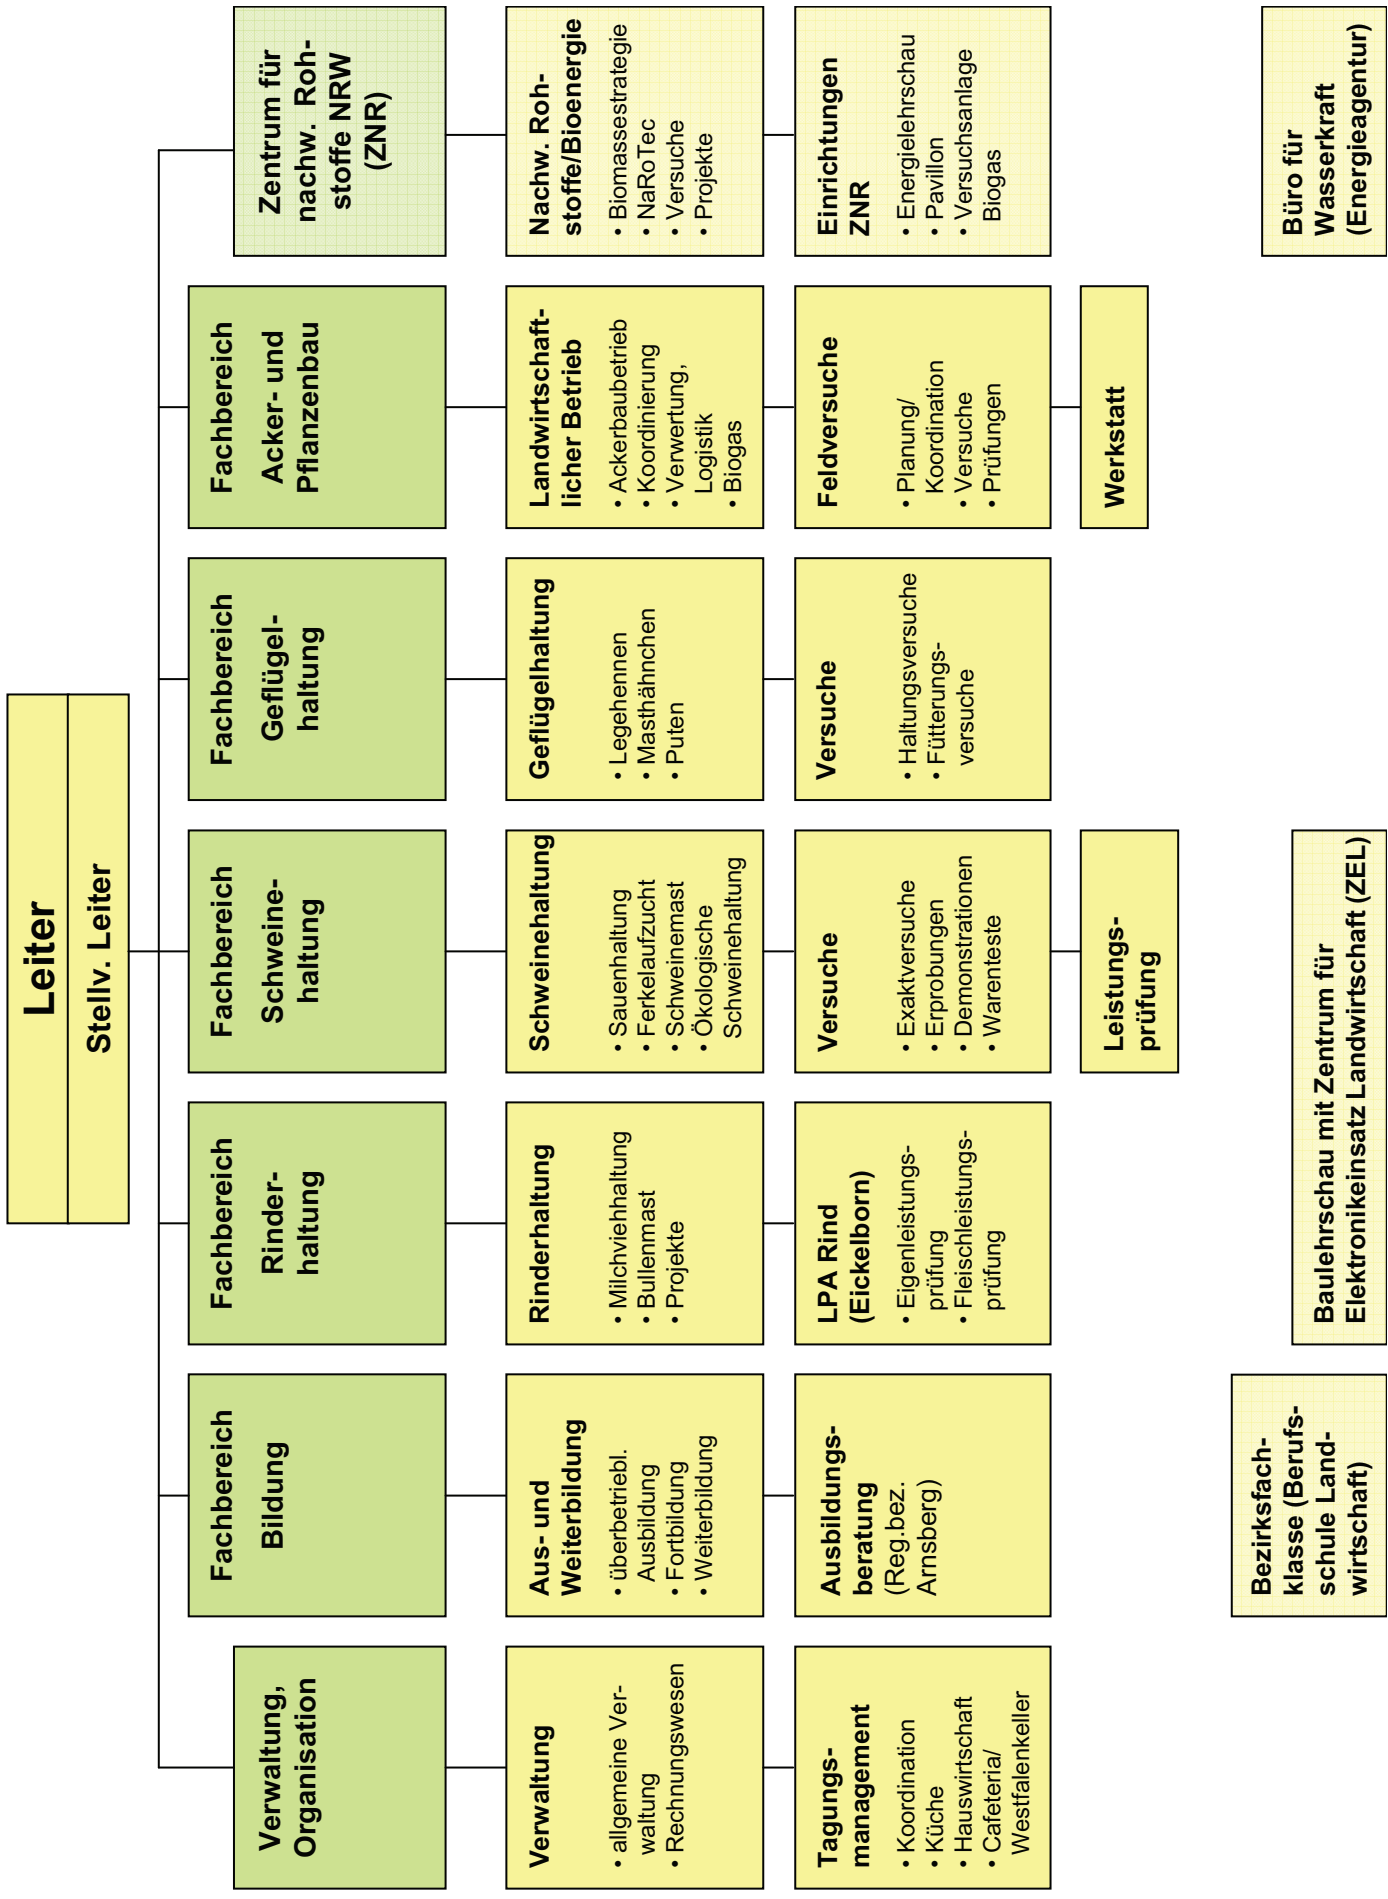 Leiter
Stellv. Leiter
Verwaltung,
Organisation
Fachbereich
Bildung
Fachbereich
Rinder-
haltung
Fachbereich
Schweine-
haltung
Fachbereich
Geflügel-
haltung
Fachbereich
Acker- und
Pflanzenbau
Zentrum für
nachw. Roh-
stoffe NRW
(ZNR)
Verwaltung
• allgemeine Ver-
waltung
• Rechnungswesen
Aus- und
Weiterbildung
• überbetriebl.
Ausbildung
• Fortbildung
• Weiterbildung
Rinderhaltung
• Milchviehhaltung
• Bullenmast
• Projekte
Schweinehaltung
• Sauenhaltung
• Ferkelaufzucht
• Schweinemast
• Ökologische
Schweinehaltung
Geflügelhaltung
• Legehennen
• Masthähnchen
• Puten
Landwirtschaft-
licher Betrieb
• Ackerbaubetrieb
• Koordinierung
• Verwertung,
Logistik
• Biogas
Nachw. Roh-
stoffe/Bioenergie
• Biomassestrategie
• NaRoTec
• Versuche
• Projekte
Tagungs-
management
• Koordination
• Küche
• Hauswirtschaft
• Cafeteria/
Westfalenkeller
Ausbildungs-
beratung
(Reg.bez.
Arnsberg)
LPA Rind
(Eickelborn)
• Eigenleistungs-
prüfung
• Fleischleistungs-
prüfung
Versuche
• Exaktversuche
• Erprobungen
• Demonstrationen
• Warenteste
Versuche
• Haltungsversuche
• Fütterungs-
versuche
Feldversuche
• Planung/
Koordination
• Versuche
• Prüfungen
Einrichtungen
ZNR
• Energielehrschau
• Pavillon
• Versuchsanlage
Biogas
Leistungs-
prüfung
Werkstatt
Bezirksfach-
klasse (Berufs-
schule Land-
wirtschaft)
Baulehrschau mit Zentrum für
Elektronikeinsatz Landwirtschaft (ZEL)
Büro für
Wasserkraft
(Energieagentur)